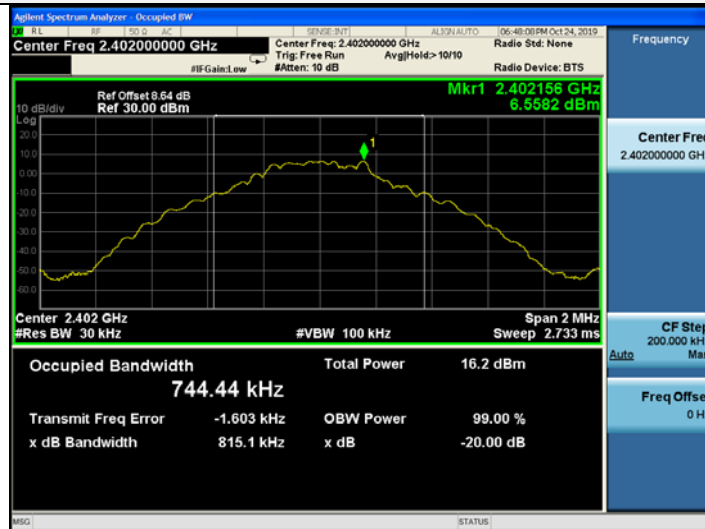 Agilent Spectrum Analyzer - Occupied BW
RL RF 50 Ω AC SENSE:INT ALIGN AUTO 06:48:08PM Oct 24, 2019
Center Freq 2.402000000 GHz
Center Freq: 2.402000000 GHz Radio Std: None
Trig: Free Run Avg|Hold:> 10/10
#IFGain:Low #Atten: 10 dB Radio Device: BTS
Mkr1 2.402156 GHz
6.5582 dBm
Ref Offset 8.64 dB
10 dB/div Ref 30.00 dBm
Log
20.0
10.0
0.00
-10.0
-20.0
-30.0
-40.0
-50.0
-60.0
1
Center 2.402 GHz Span 2 MHz
#Res BW 30 kHz #VBW 100 kHz Sweep 2.733 ms
Occupied Bandwidth Total Power 16.2 dBm
744.44 kHz
Transmit Freq Error -1.603 kHz OBW Power 99.00 %
x dB Bandwidth 815.1 kHz x dB -20.00 dB
Frequency
Center Freq
2.402000000 GH
CF Step
200.000 kH
Auto Ma
Freq Offse
0 H
MSG STATUS